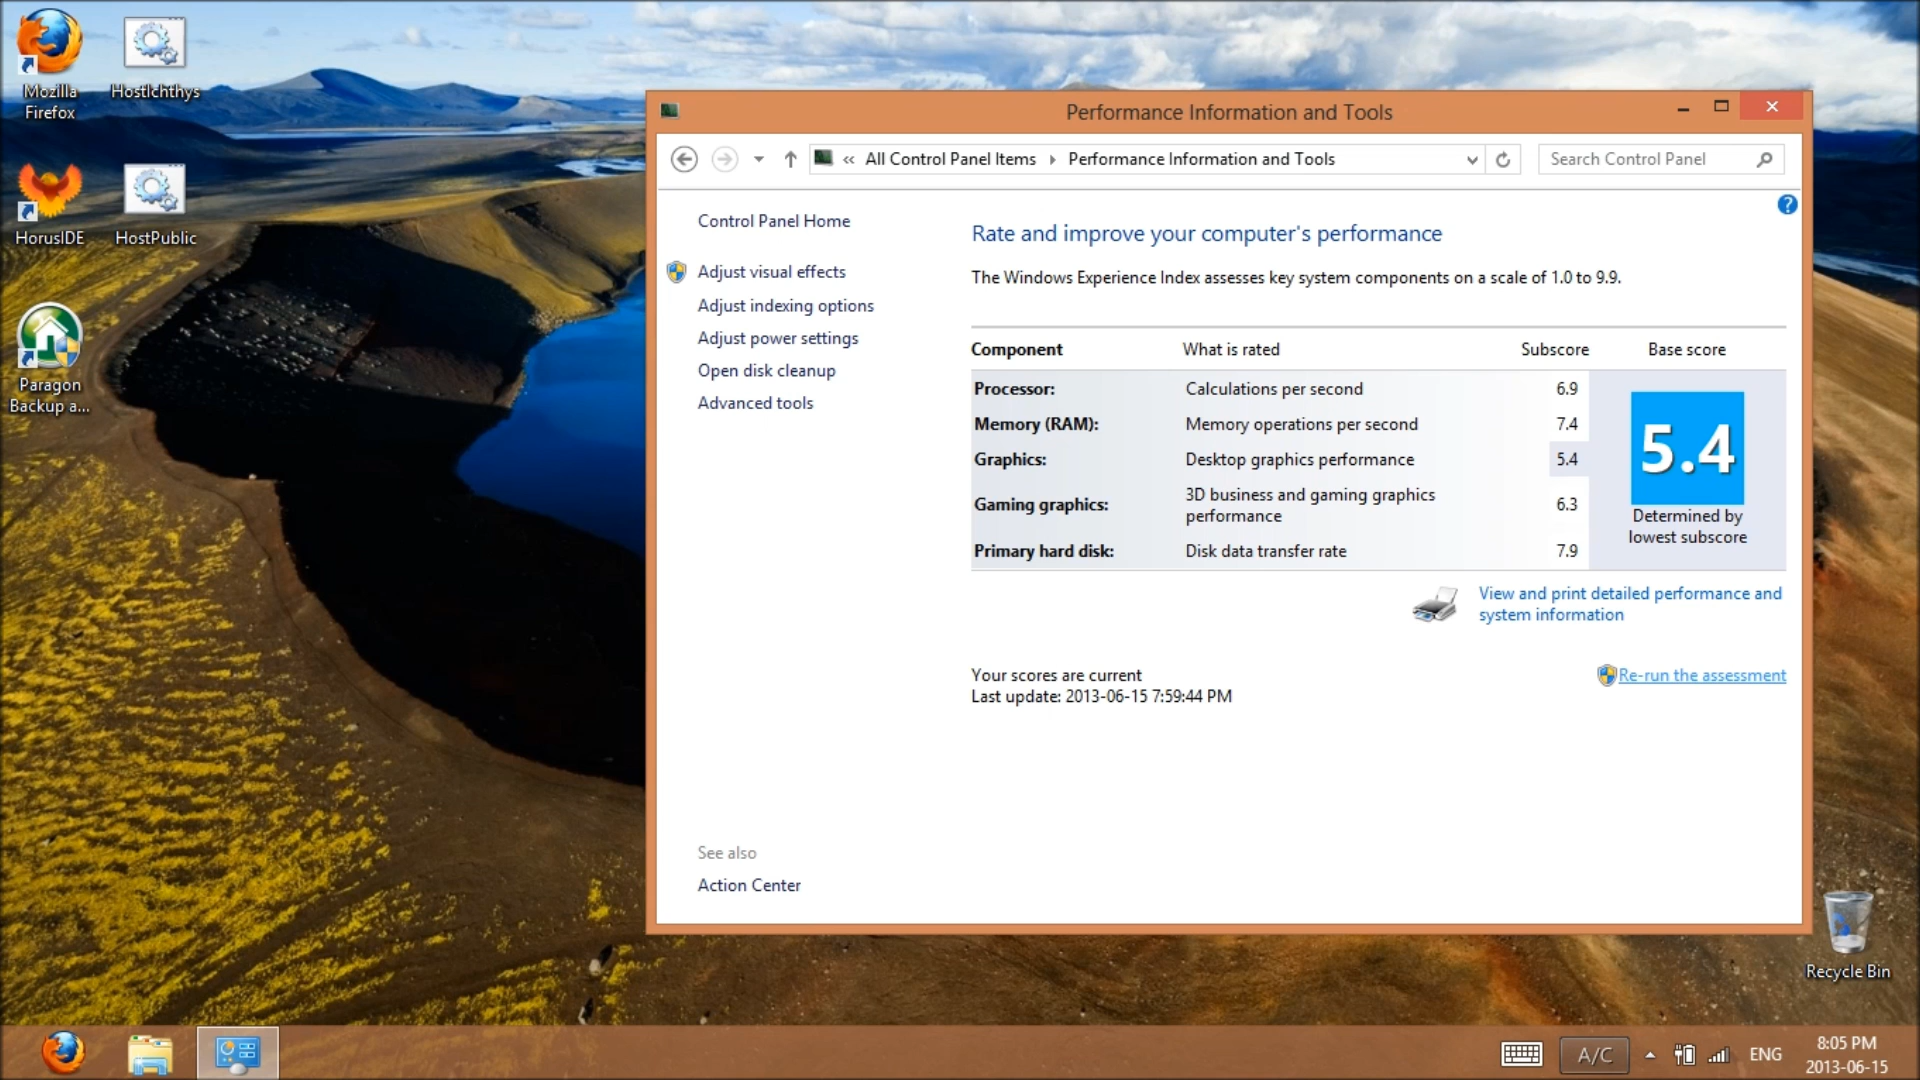 Mozilla
Firefox
HostIchthys
HorusIDE
HostPublic
Paragon
Backup a...
Performance Information and Tools
« All Control Panel Items Performance Information and Tools
Search Control Panel
?
Control Panel Home
Adjust visual effects
Adjust indexing options
Adjust power settings
Open disk cleanup
Advanced tools
Rate and improve your computer's performance
The Windows Experience Index assesses key system components on a scale of 1.0 to 9.9.
Component What is rated Subscore Base score
Processor: Calculations per second 6.9
Memory (RAM): Memory operations per second 7.4
Graphics: Desktop graphics performance 5.4
Gaming graphics: 3D business and gaming graphics
performance 6.3
Primary hard disk: Disk data transfer rate 7.9
5.4
Determined by
lowest subscore
View and print detailed performance and
system information
Your scores are current
Last update: 2013-06-15 7:59:44 PM
Re-run the assessment
See also
Action Center
Recycle Bin
A/C
ENG
8:05 PM
2013-06-15